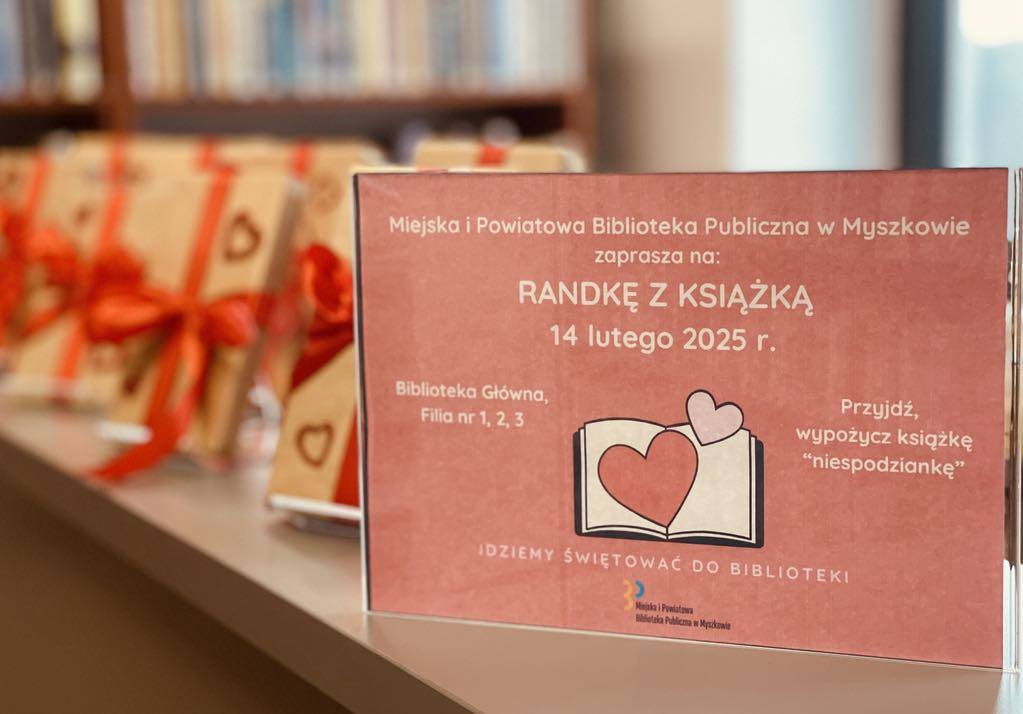 Miejska i Powiatowa Biblioteka Publiczna w Myszkowie
zaprasza na:
RANDKĘ Z KSIĄŻKĄ
14 lutego 2025 r.
Biblioteka Główna,
Filia nr 1, 2, 3
Przyjdź,
wypożycz książkę
“niespodziankę”
IDZIEMY ŚWIĘTOWAĆ DO BIBLIOTEKI
Miejska i Powiatowa
Biblioteka Publiczna w Myszkowie